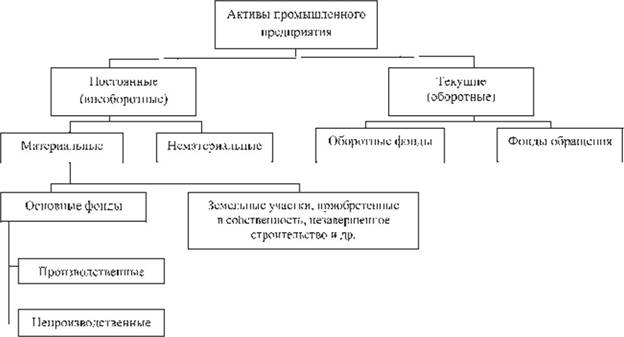 Активы промышленного
предприятия
Постоянные
(внеоборотные)
Текущие
(оборотные)
Материальные
Нематериальные
Оборотные фонды
Фонды обращения
Основные фонды
Земельные участки, приобретенные
в собственность, незавершенное
строительство и др.
Производственные
Непроизводственные